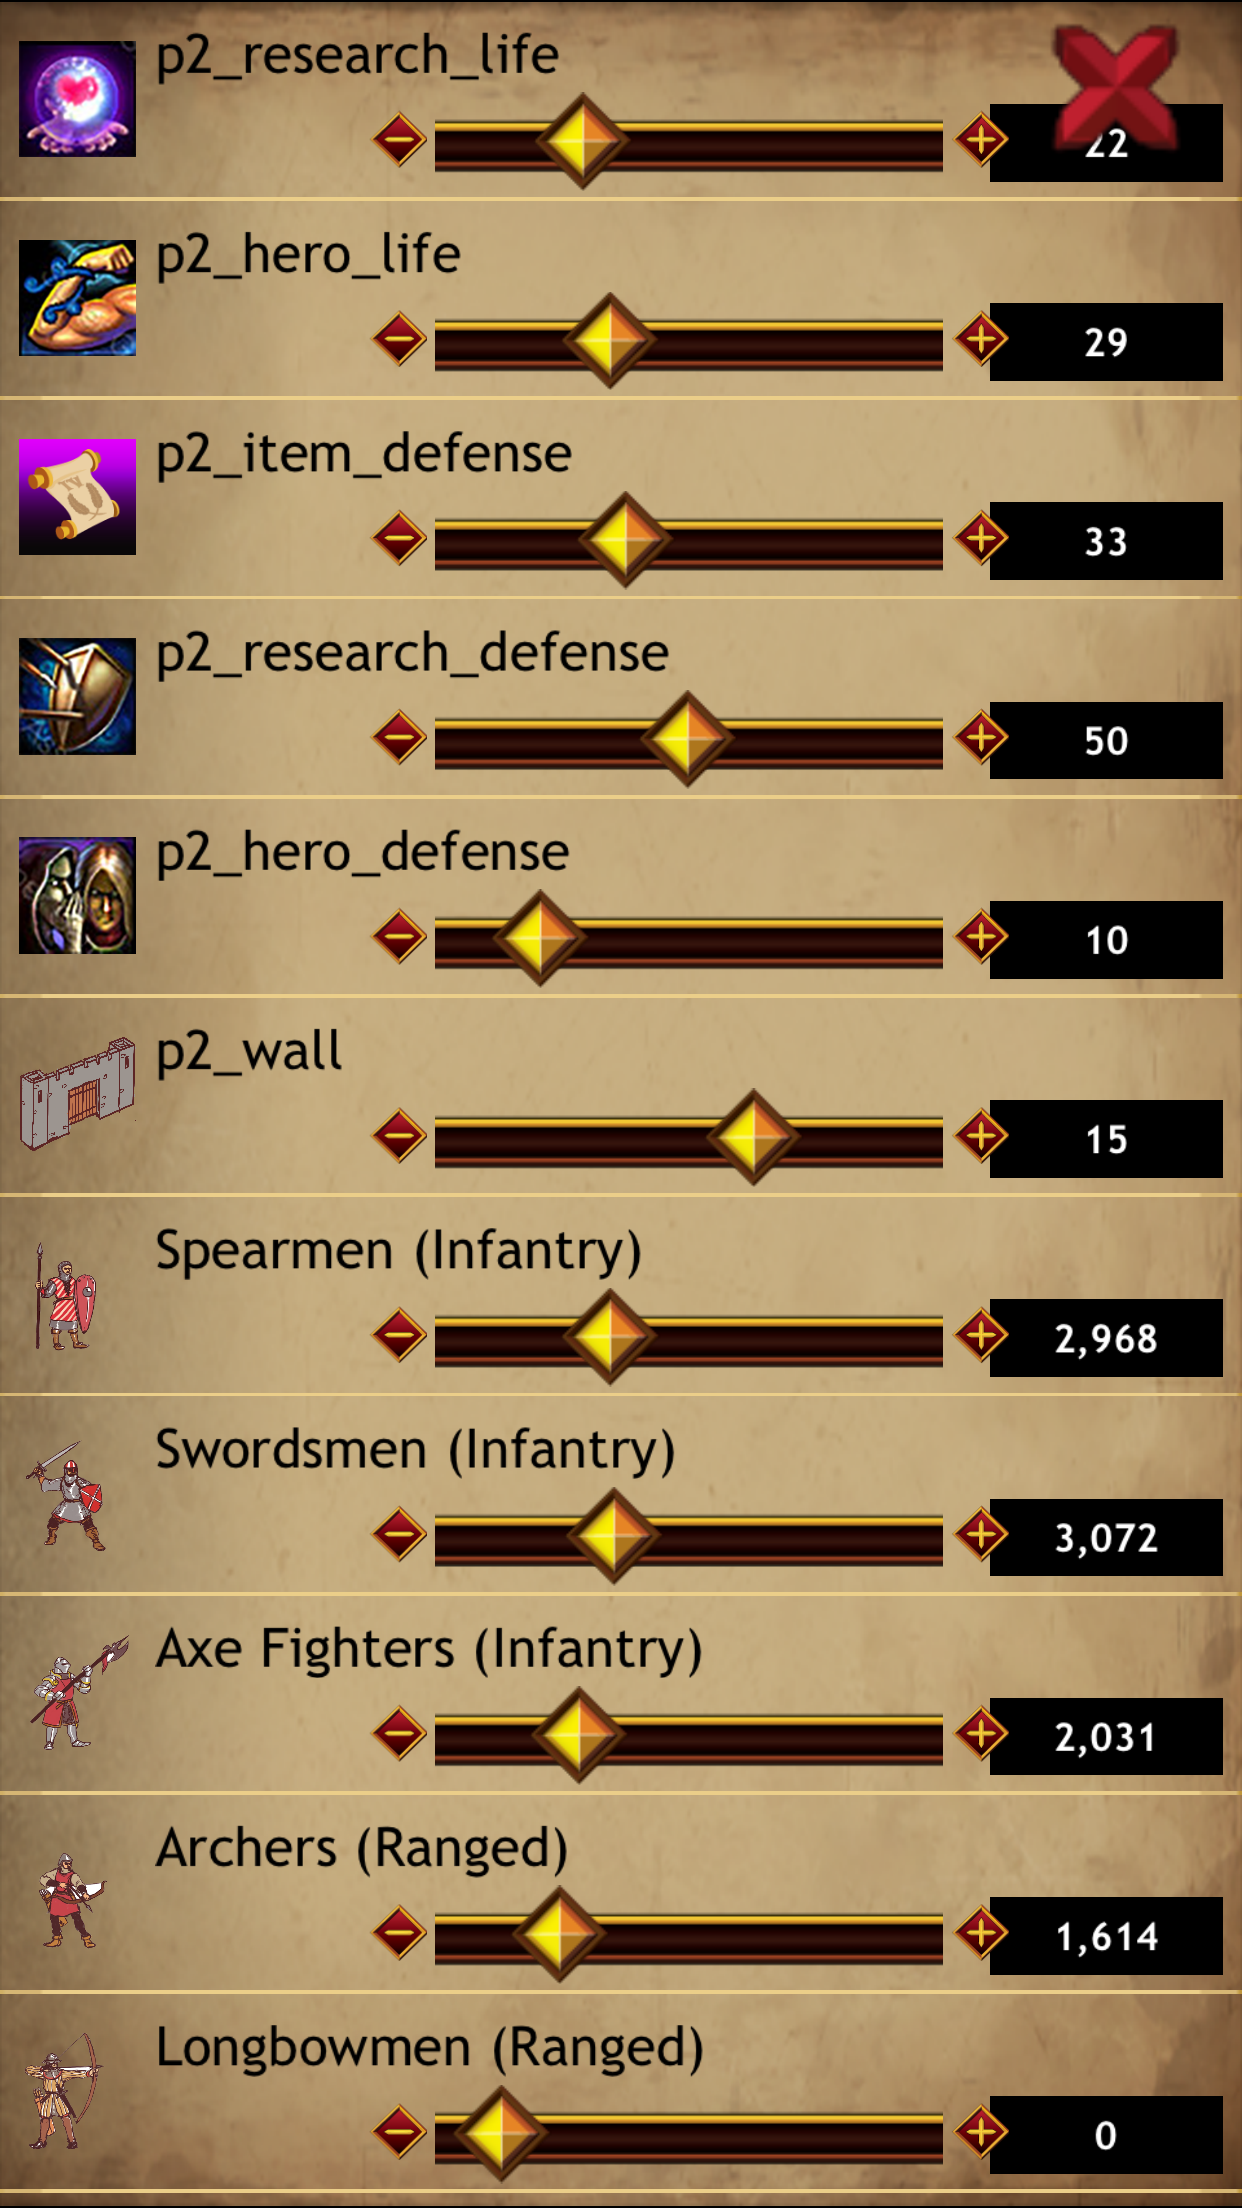 p2_research_life
22
p2_hero_life
29
p2_item_defense
33
p2_research_defense
50
p2_hero_defense
10
p2_wall
15
Spearmen (Infantry)
2,968
Swordsmen (Infantry)
3,072
Axe Fighters (Infantry)
2,031
Archers (Ranged)
1,614
Longbowmen (Ranged)
0